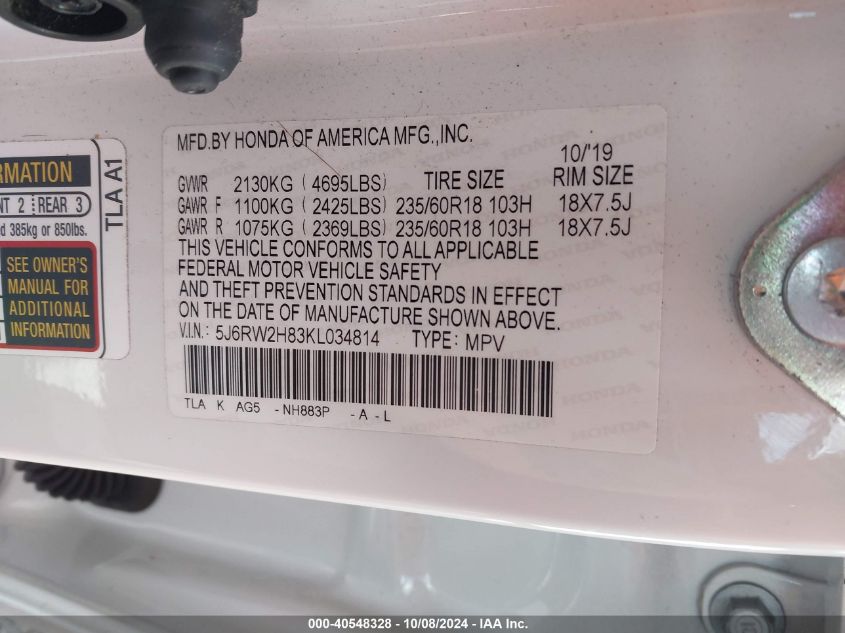 MFD.BY HONDA OF AMERICA MFG.,INC.
10/'19
GVWR 2130KG (4695LBS) TIRE SIZE RIM SIZE
GAWR F 1100KG (2425LBS) 235/60R18 103H 18X7.5J
GAWR R 1075KG (2369LBS) 235/60R18 103H 18X7.5J
THIS VEHICLE CONFORMS TO ALL APPLICABLE
FEDERAL MOTOR VEHICLE SAFETY
AND THEFT PREVENTION STANDARDS IN EFFECT
ON THE DATE OF MANUFACTURE SHOWN ABOVE.
V.I.N.: 5J6RW2H83KL034814 TYPE: MPV
TLA K AG5 -NH883P -A-L
2 REAR 3
385kg or 850lbs.
SEE OWNER'S
MANUAL FOR
ADDITIONAL
INFORMATION
TLA A1
000-40548328 - 10/08/2024 - IAA Inc.